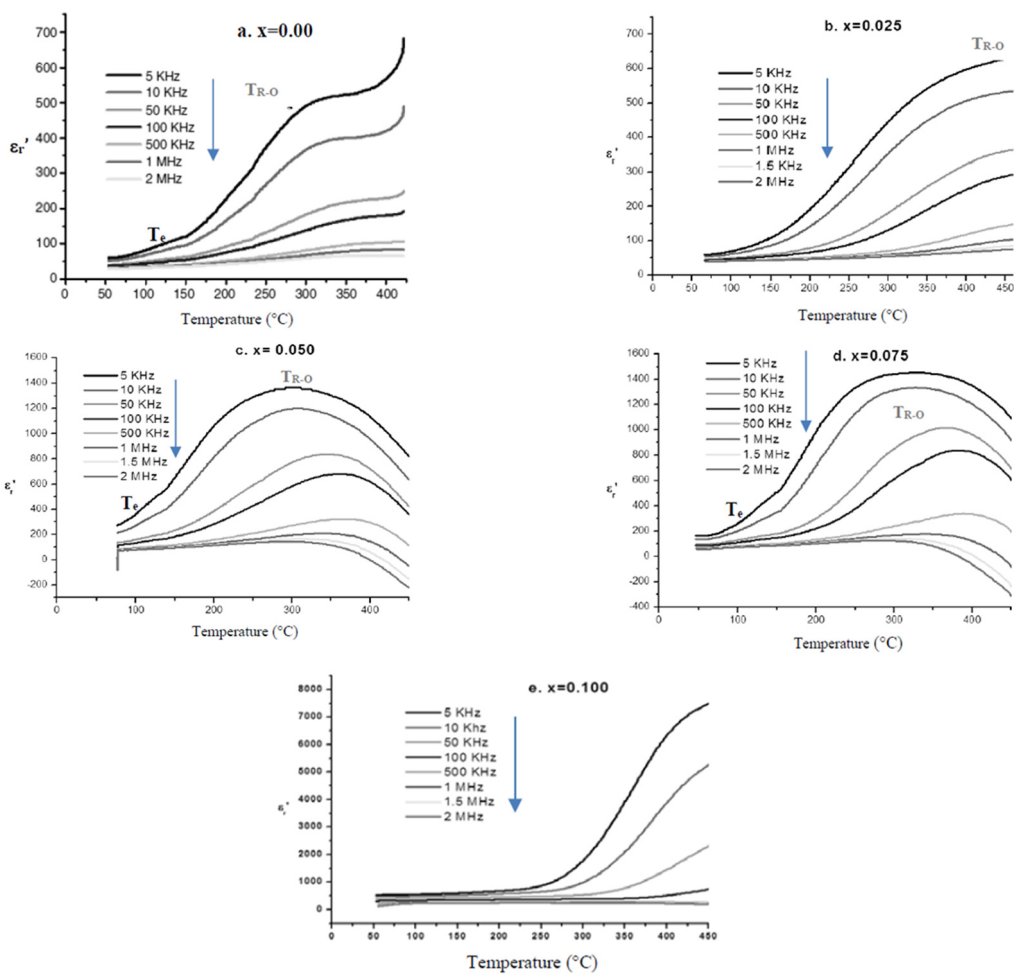 a. x=0.00
700
600
500
400
300
200
100
0
εr'
5 KHz
10 KHz
50 KHz
100 KHz
500 KHz
1 MHz
2 MHz
TR-O
Te
0 50 100 150 200 250 300 350 400
Temperature (°C)
b. x=0.025
700
600
500
400
300
200
100
0
εr'
5 KHz
10 KHz
50 KHz
100 KHz
500 KHz
1 MHz
1.5 KHz
2 MHz
TR-O
0 50 100 150 200 250 300 350 400 450
Temperature (°C)
c. x= 0.050
1600
1400
1200
1000
800
600
400
200
0
-200
εr'
5 KHz
10 KHz
50 KHz
100 KHz
500 KHz
1 MHz
1.5 MHz
2 MHz
TR-O
Te
0 100 200 300 400
Temperature (°C)
d. x=0.075
1600
1400
1200
1000
800
600
400
200
0
-200
-400
εr'
5 KHz
10 KHz
50 KHz
100 KHz
500 KHz
1 MHz
1.5 MHz
2 MHz
TR-O
Te
0 100 200 300 400
Temperature (°C)
e. x=0.100
8000
7000
6000
5000
4000
3000
2000
1000
0
εr'
5 KHz
10 Khz
50 KHz
100 KHz
500 KHz
1 MHz
1.5 MHz
2 MHz
0 50 100 150 200 250 300 350 400 450
Temperature (°C)